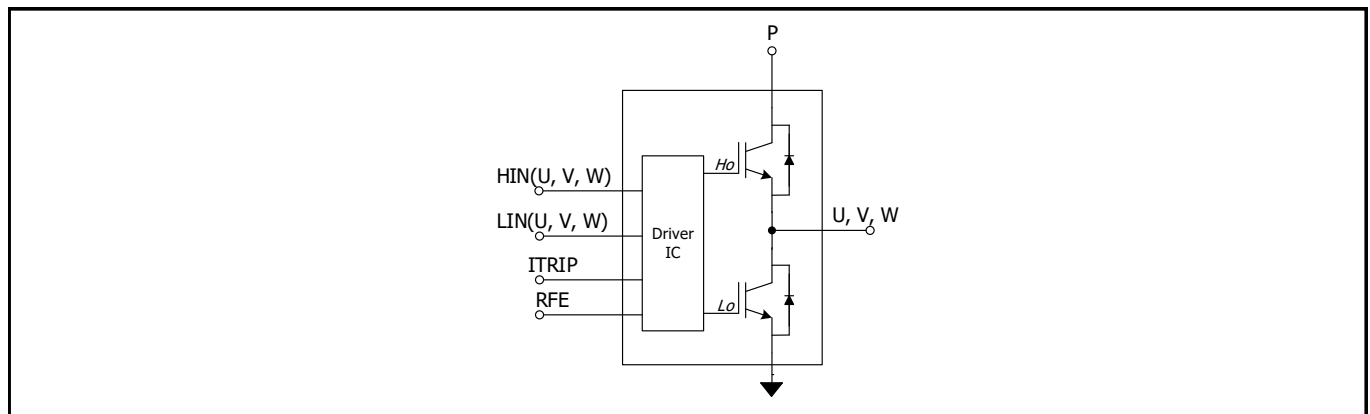 P
HIN(U, V, W)
Ho
LIN(U, V, W)
U, V, W
Driver
IC
ITRIP
RFE
Lo